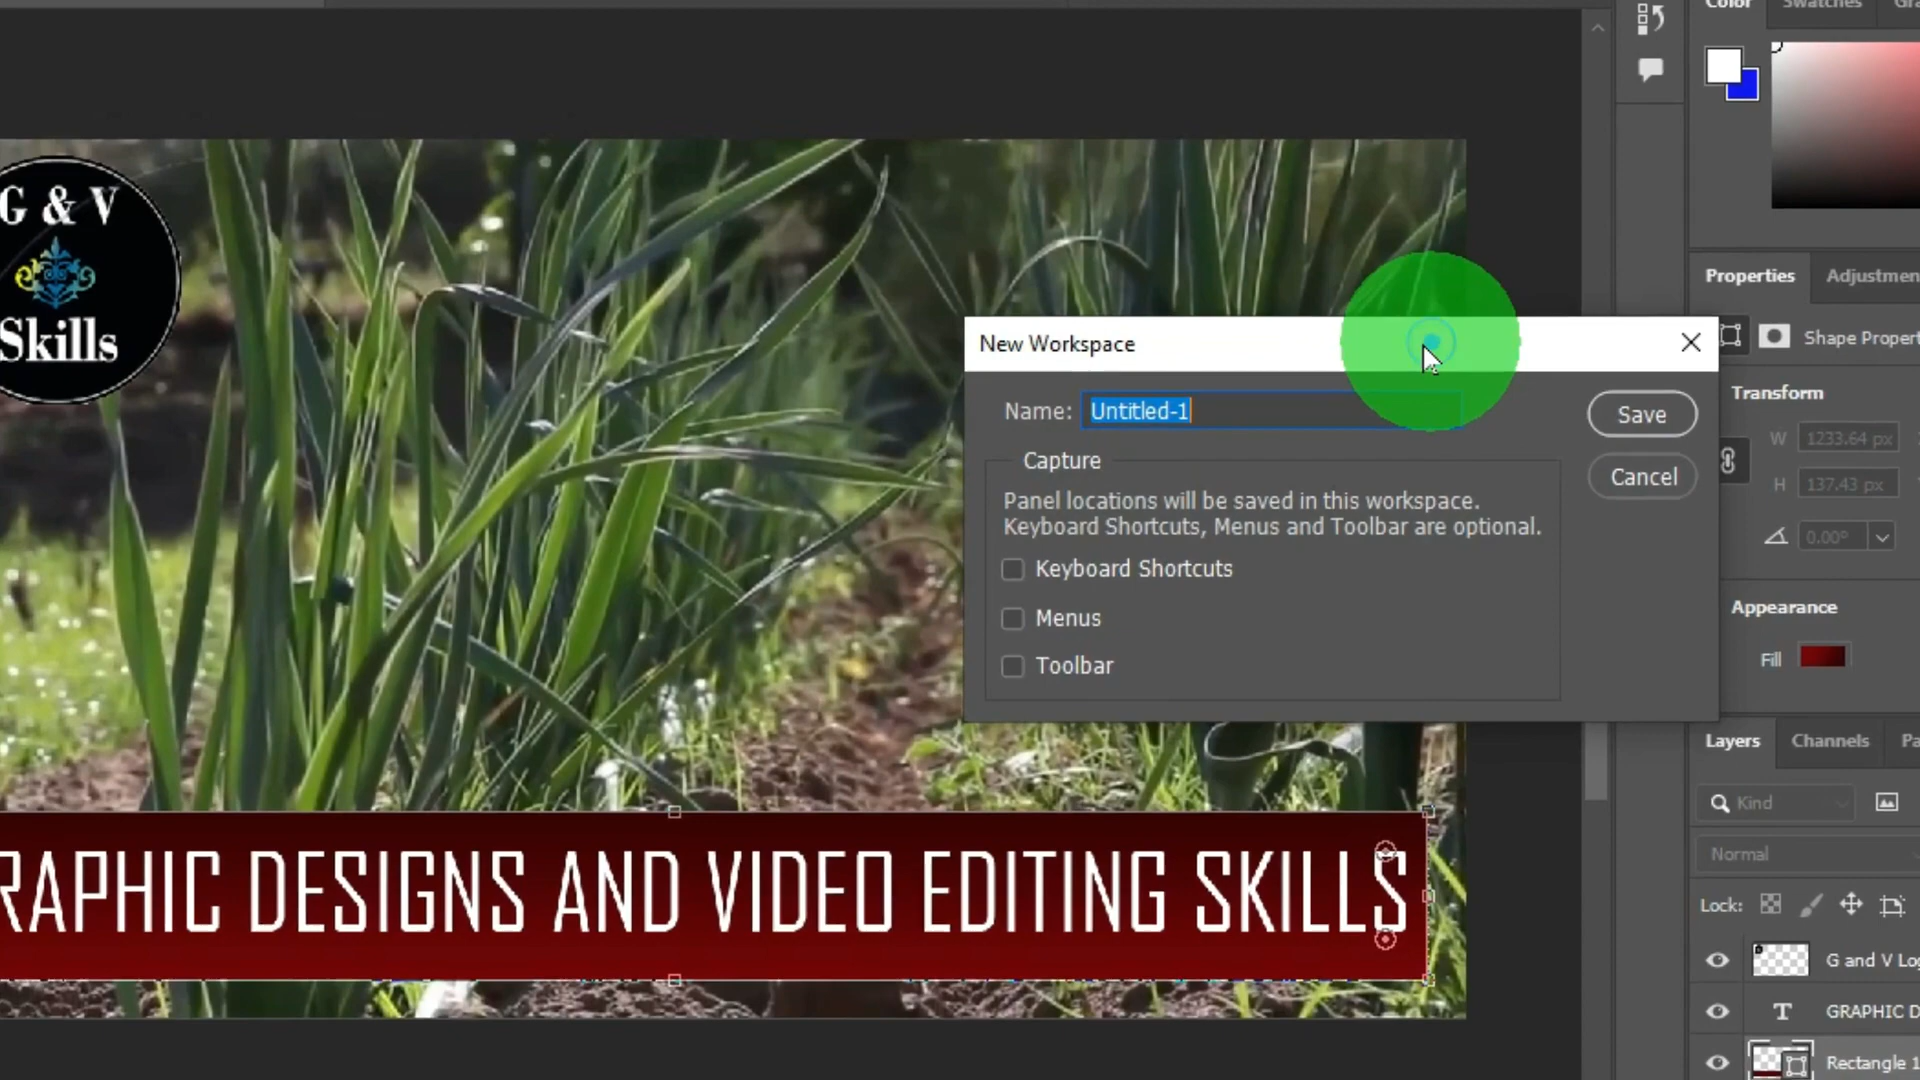 Color
Swatches
G & V
Skills
Properties
New Workspace
Shape Propert
Name: Untitled-1
Save
Transform
W 1233.64 px
Capture
Cancel
H 137.43 px
Panel locations will be saved in this workspace.
Keyboard Shortcuts, Menus and Toolbar are optional.
0.00°
Keyboard Shortcuts
Menus
Appearance
Toolbar
Fill
Layers
Channels
Pa
Kind
Normal
RAPHIC DESIGNS AND VIDEO EDITING SKILLS
Lock:
G and V Log
T GRAPHIC D
Rectangle 1